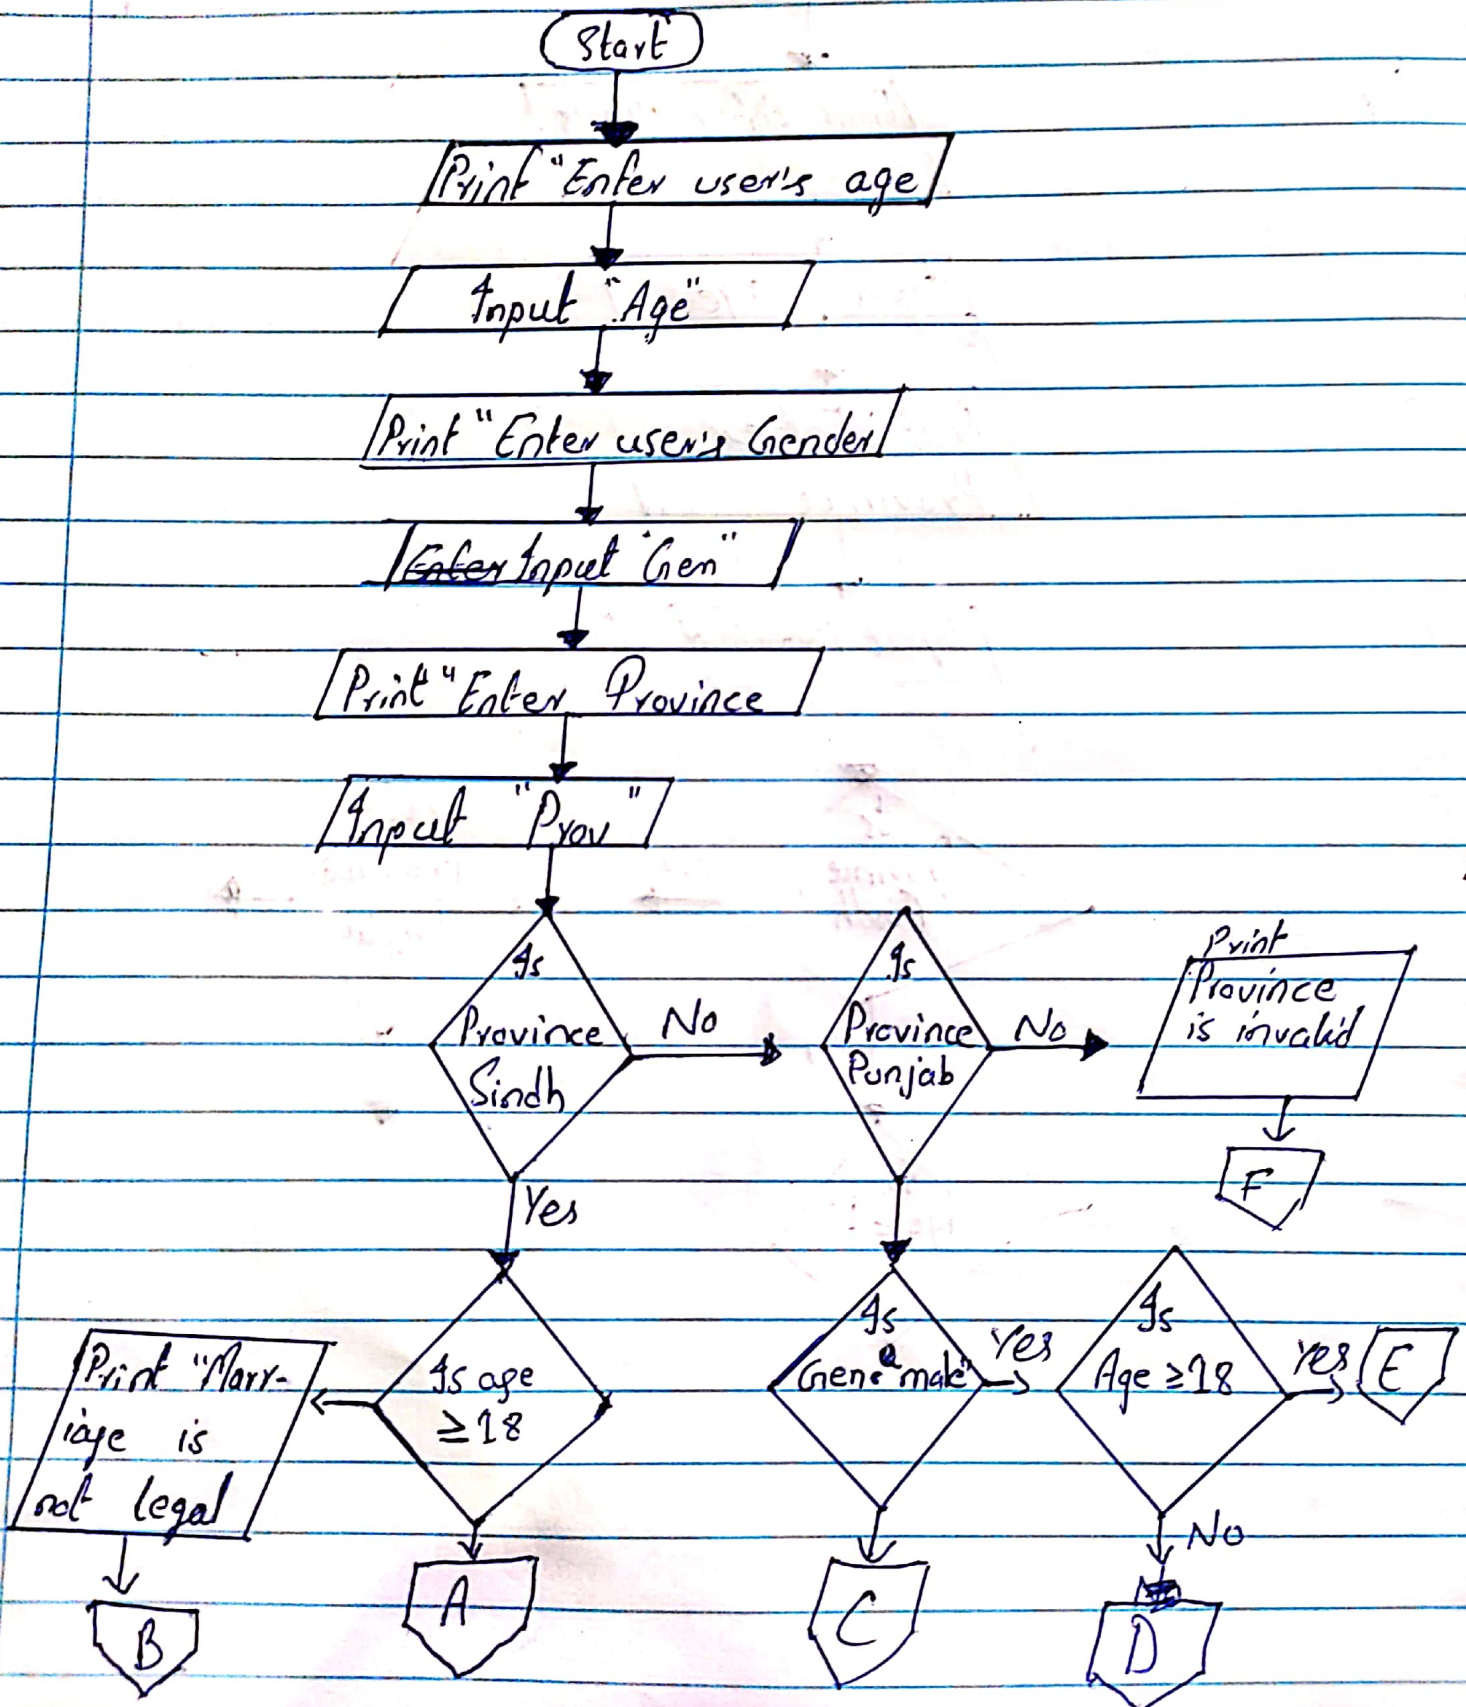 Start
Print "Enter user's age
Input "Age"
Print "Enter user's Gender
Enter Input "Gen"
Print "Enter Province
Input "Prov"
Is
Province
Sindh
No
Is
Province
Punjab
No
Print
Province
is invalid
F
Yes
Print "Marr-
iage is
not legal
Is age
≥18
Is
Gen= "male"
Yes
Is
Age ≥18
Yes
E
No
B
A
C
D